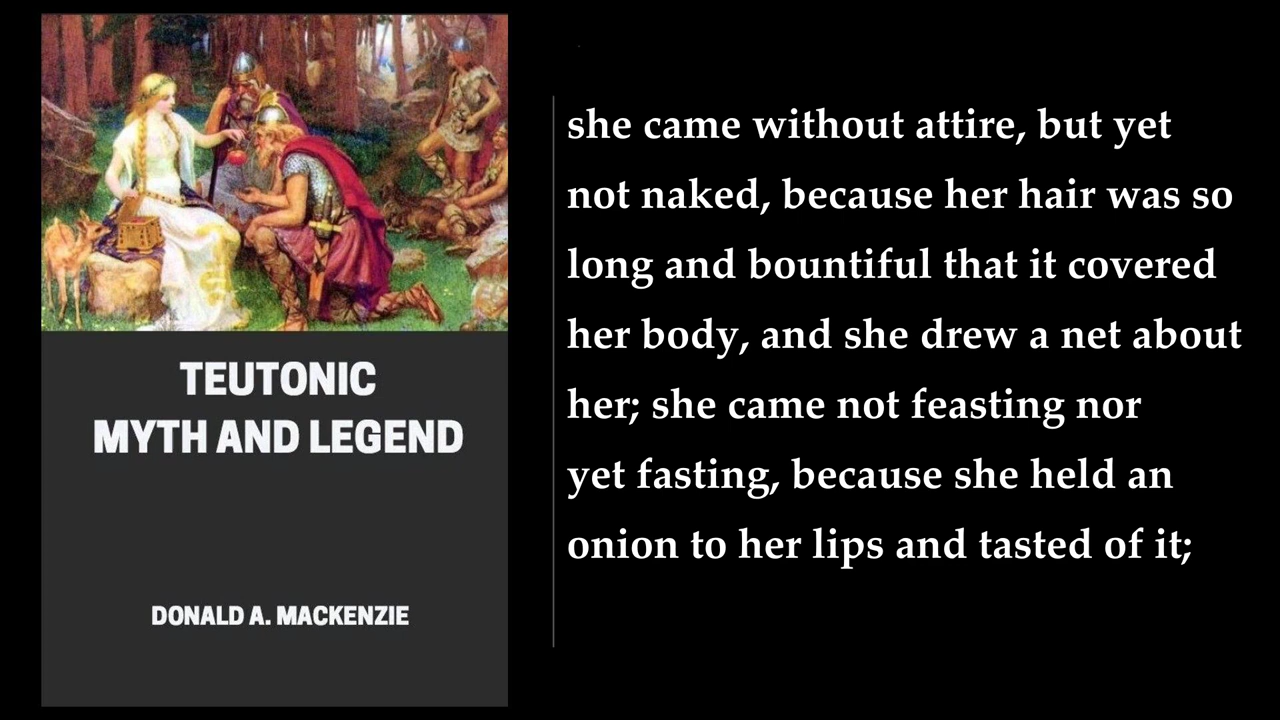 TEUTONIC
MYTH AND LEGEND
DONALD A. MACKENZIE
she came without attire, but yet
not naked, because her hair was so
long and bountiful that it covered
her body, and she drew a net about
her; she came not feasting nor
yet fasting, because she held an
onion to her lips and tasted of it;